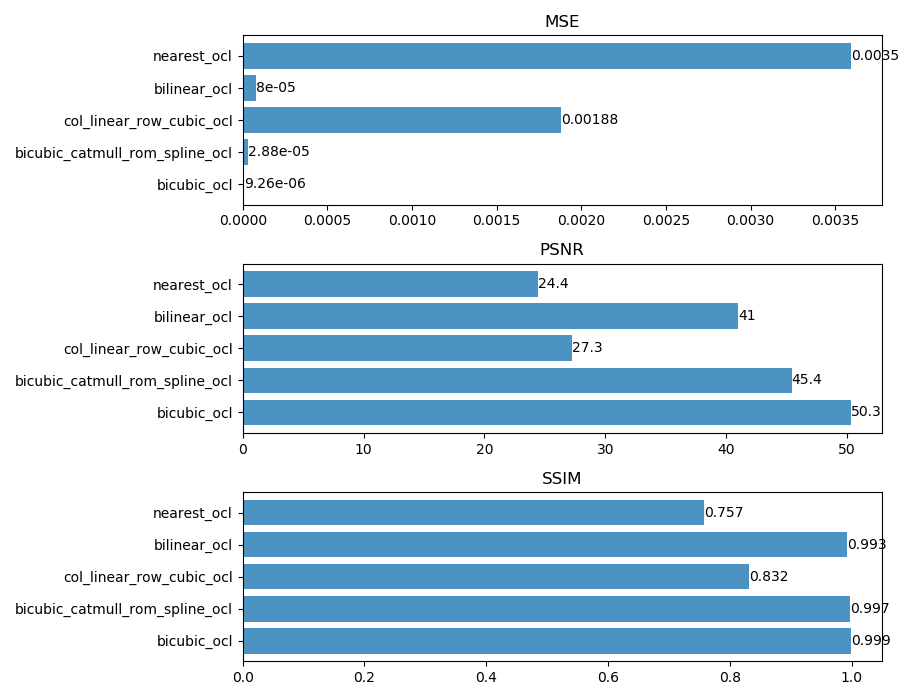 MSE
nearest_ocl 0.0035
bilinear_ocl 8e-05
col_linear_row_cubic_ocl 0.00188
bicubic_catmull_rom_spline_ocl 2.88e-05
bicubic_ocl 9.26e-06
0.0000 0.0005 0.0010 0.0015 0.0020 0.0025 0.0030 0.0035
PSNR
nearest_ocl 24.4
bilinear_ocl 41
col_linear_row_cubic_ocl 27.3
bicubic_catmull_rom_spline_ocl 45.4
bicubic_ocl 50.3
0 10 20 30 40 50
SSIM
nearest_ocl 0.757
bilinear_ocl 0.993
col_linear_row_cubic_ocl 0.832
bicubic_catmull_rom_spline_ocl 0.997
bicubic_ocl 0.999
0.0 0.2 0.4 0.6 0.8 1.0